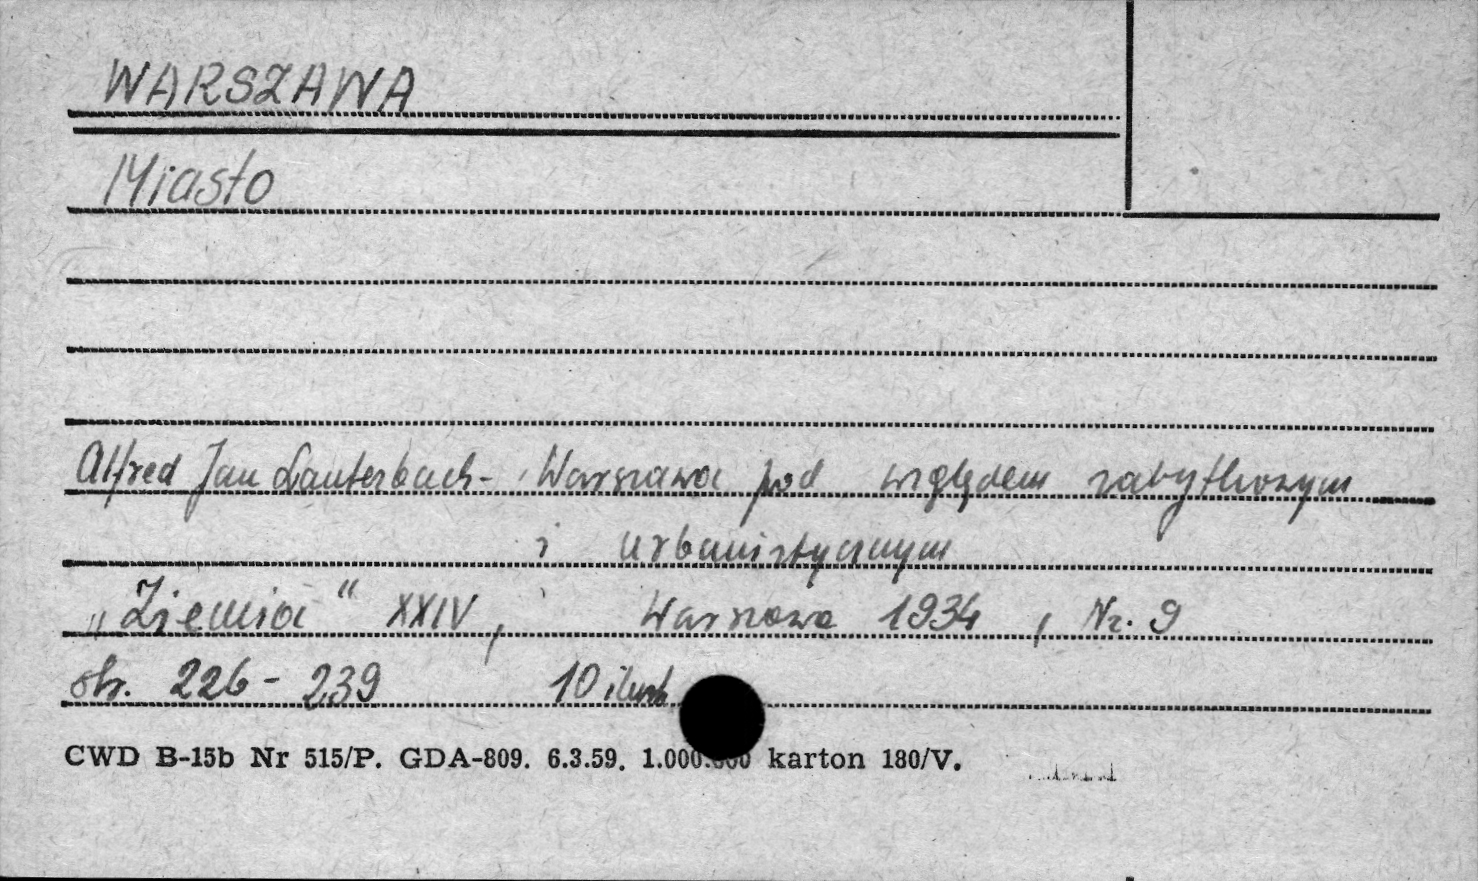 WARSZAWA
Miasto
Alfred Jan Lauterbach - Warszawa pod względem zabytkowym
i urbanistycznym
„Ziemia“ XXIV, Warszawa 1934, Nr. 9
str. 226 - 239 10 ilustr
CWD B-15b Nr 515/P. GDA-809. 6.3.59. 1.000.000 karton 180/V.